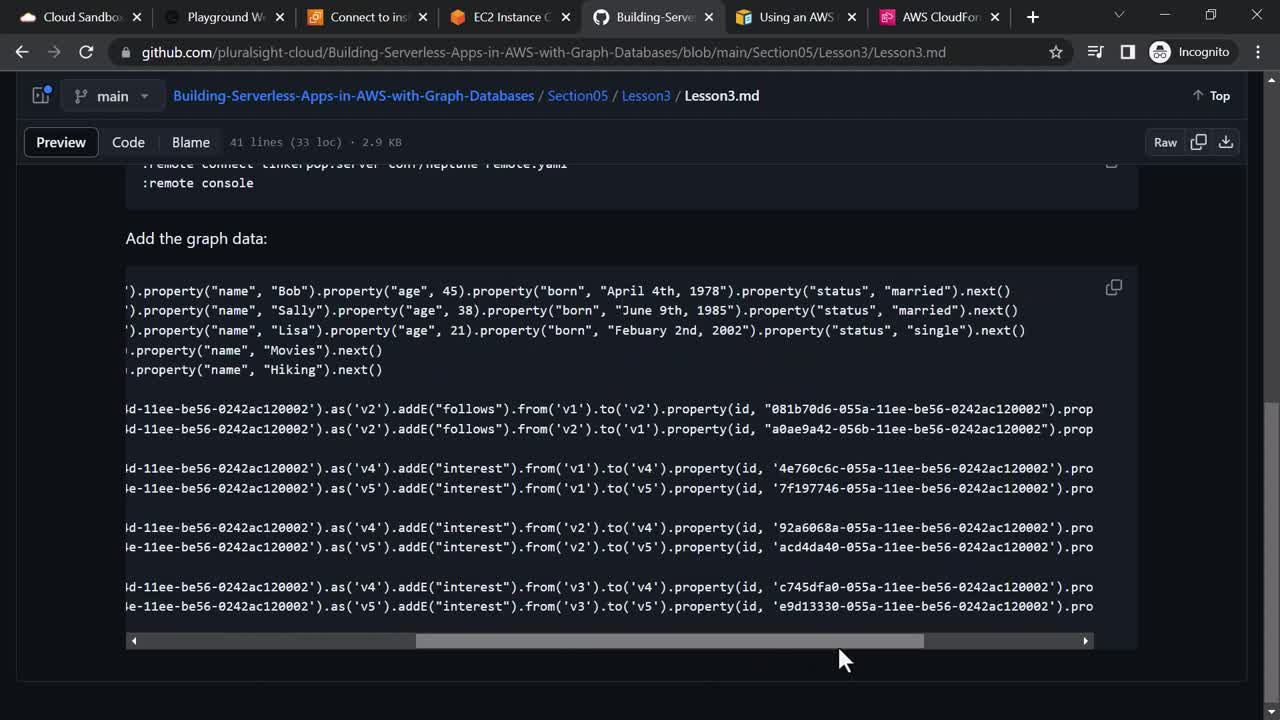 Cloud Sandbox
Playground We
Connect to ins
EC2 Instance C
Building-Serve
Using an AWS
AWS CloudFor
github.com/pluralsight-cloud/Building-Serverless-Apps-in-AWS-with-Graph-Databases/blob/main/Section05/Lesson3/Lesson3.md
Incognito
main
Building-Serverless-Apps-in-AWS-with-Graph-Databases / Section05 / Lesson3 / Lesson3.md
Top
Preview Code Blame 41 lines (33 loc) · 2.9 KB
Raw
:remote connect tinkerpop.server conf/neptune-remote.yaml
:remote console
Add the graph data:
').property("name", "Bob").property("age", 45).property("born", "April 4th, 1978").property("status", "married").next()
').property("name", "Sally").property("age", 38).property("born", "June 9th, 1985").property("status", "married").next()
').property("name", "Lisa").property("age", 21).property("born", "Febuary 2nd, 2002").property("status", "single").next()
.property("name", "Movies").next()
.property("name", "Hiking").next()
4d-11ee-be56-0242ac120002').as('v2').addE("follows").from('v1').to('v2').property(id, "081b70d6-055a-11ee-be56-0242ac120002").prop
4d-11ee-be56-0242ac120002').as('v2').addE("follows").from('v2').to('v1').property(id, "a0ae9a42-056b-11ee-be56-0242ac120002").prop
4d-11ee-be56-0242ac120002').as('v4').addE("interest").from('v1').to('v4').property(id, '4e760c6c-055a-11ee-be56-0242ac120002').pro
4e-11ee-be56-0242ac120002').as('v5').addE("interest").from('v1').to('v5').property(id, '7f197746-055a-11ee-be56-0242ac120002').pro
4d-11ee-be56-0242ac120002').as('v4').addE("interest").from('v2').to('v4').property(id, '92a6068a-055a-11ee-be56-0242ac120002').pro
4e-11ee-be56-0242ac120002').as('v5').addE("interest").from('v2').to('v5').property(id, 'acd4da40-055a-11ee-be56-0242ac120002').pro
4d-11ee-be56-0242ac120002').as('v4').addE("interest").from('v3').to('v4').property(id, 'c745dfa0-055a-11ee-be56-0242ac120002').pro
4e-11ee-be56-0242ac120002').as('v5').addE("interest").from('v3').to('v5').property(id, 'e9d13330-055a-11ee-be56-0242ac120002').pro